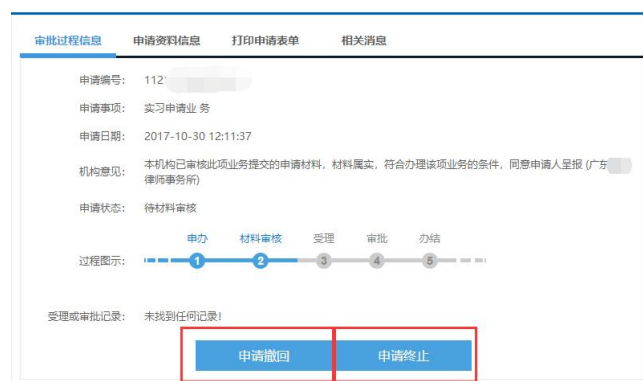 审批过程信息 申请资料信息 打印申请表单 相关消息
申请编号： 112
申请事项： 实习申请业 务
申请日期： 2017-10-30 12:11:37
机构意见： 本机构已审核此项业务提交的申请材料，材料属实，符合办理该项业务的条件，同意申请人呈报 (广东
律师事务所)
申请状态： 待材料审核
申办 材料审核 受理 审批 办结
过程图示： 1 2 3 4 5
受理或审批记录： 未找到任何记录!
申请撤回 申请终止